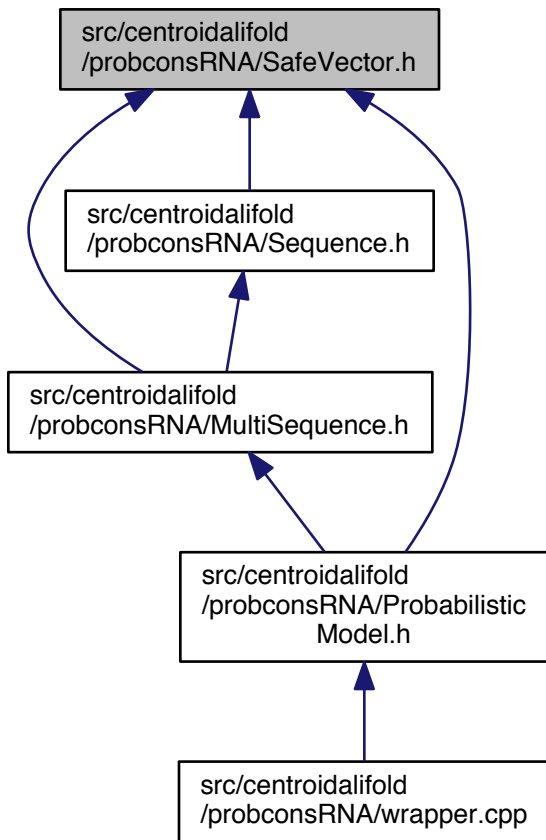 src/centroidalifold
/probconsRNA/SafeVector.h
src/centroidalifold
/probconsRNA/Sequence.h
src/centroidalifold
/probconsRNA/MultiSequence.h
src/centroidalifold
/probconsRNA/Probabilistic
Model.h
src/centroidalifold
/probconsRNA/wrapper.cpp